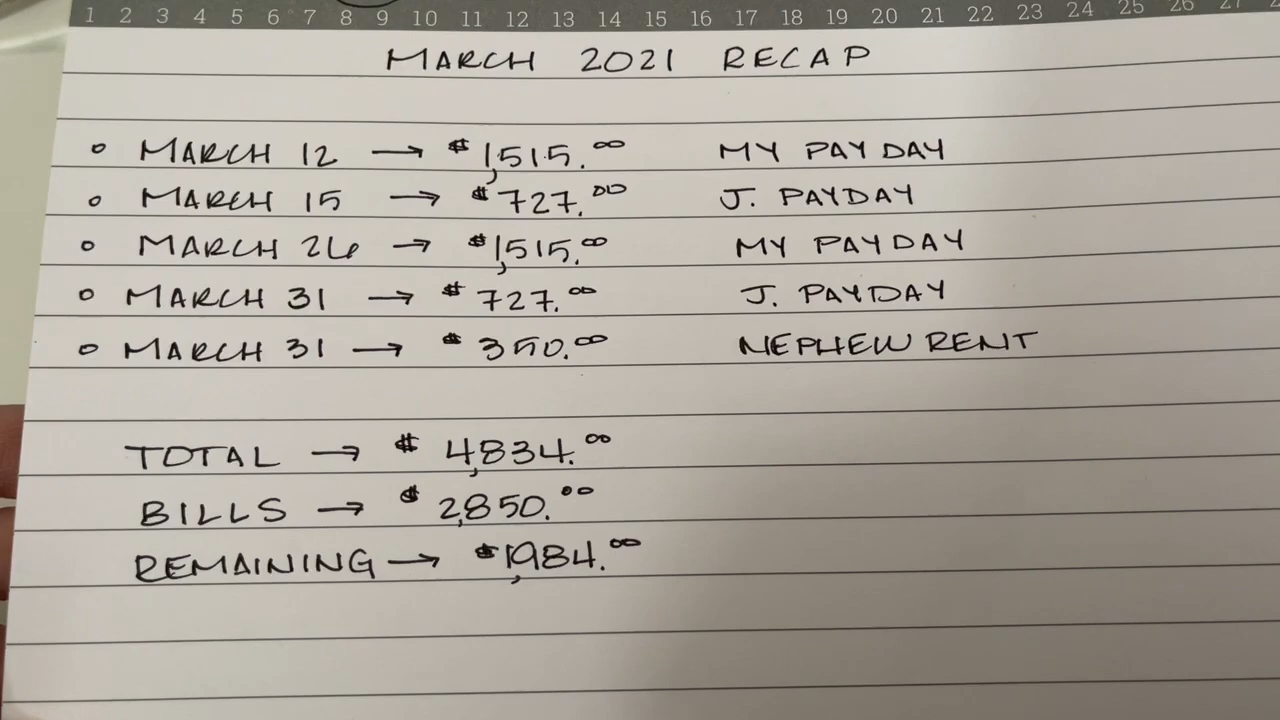 1 2 3 4 5 6 7 8 9 10 11 12 13 14 15 16 17 18 19 20 21 22 23 24 25 26 27
MARCH 2021 RECAP
MARCH 12 → $1,515.00 MY PAYDAY
MARCH 15 → $727.00 J. PAYDAY
MARCH 26 → $1,515.00 MY PAYDAY
MARCH 31 → $727.00 J. PAYDAY
MARCH 31 → $350.00 NEPHEW RENT
TOTAL → $4,834.00
BILLS → $2,850.00
REMAINING → $1,984.00